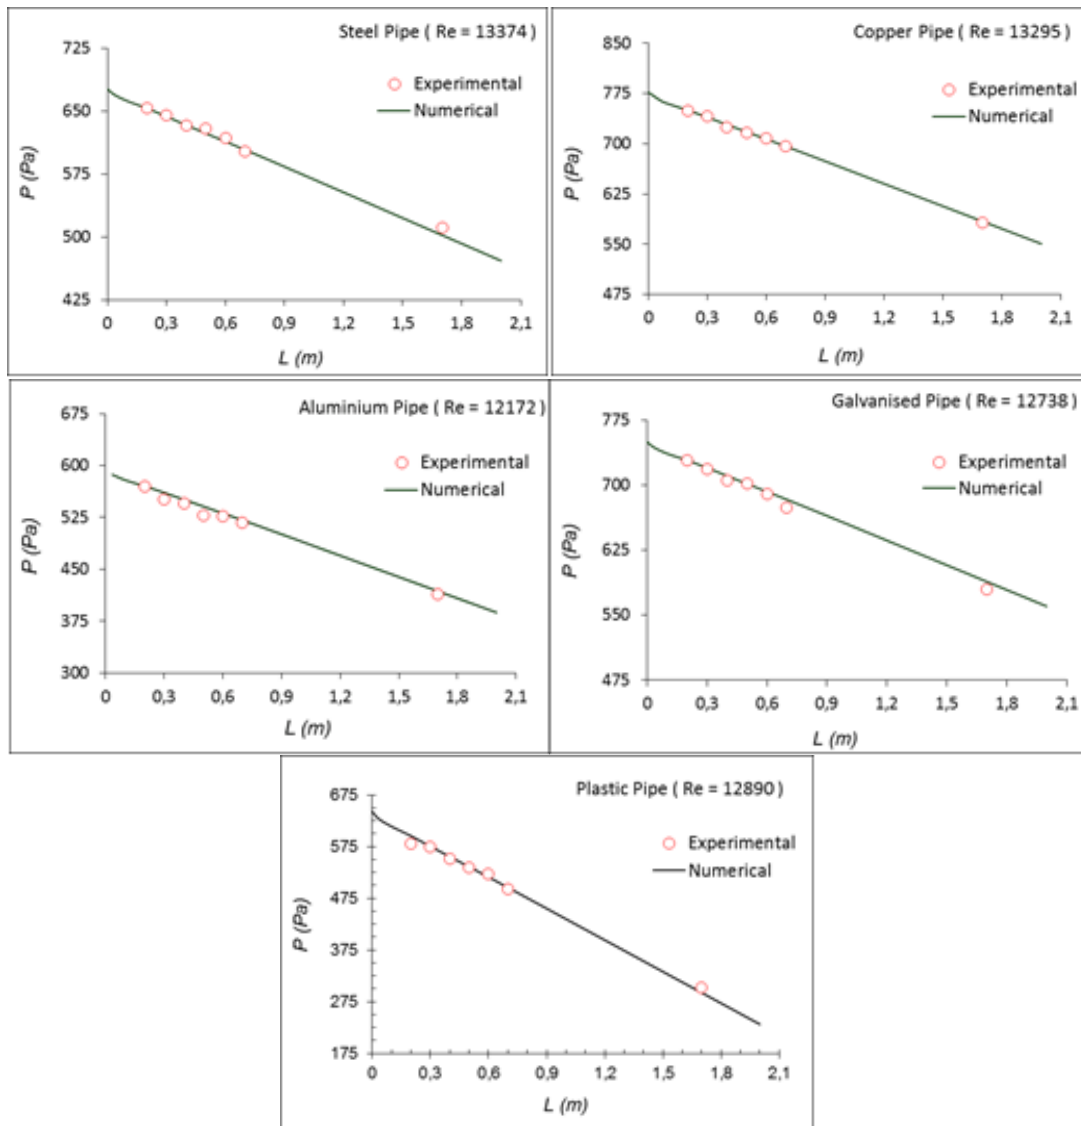 Steel Pipe ( Re = 13374 )
725
650
575
500
425
P (Pa)
Experimental
Numerical
0 0,3 0,6 0,9 1,2 1,5 1,8 2,1
L (m)
Copper Pipe ( Re = 13295 )
850
775
700
625
550
475
P (Pa)
Experimental
Numerical
0 0,3 0,6 0,9 1,2 1,5 1,8 2,1
L (m)
Aluminium Pipe ( Re = 12172 )
675
600
525
450
375
300
P (Pa)
Experimental
Numerical
0 0,3 0,6 0,9 1,2 1,5 1,8 2,1
L (m)
Galvanised Pipe ( Re = 12738 )
775
700
625
550
475
P (Pa)
Experimental
Numerical
0 0,3 0,6 0,9 1,2 1,5 1,8 2,1
L (m)
Plastic Pipe ( Re = 12890 )
675
575
475
375
275
175
P (Pa)
Experimental
Numerical
0 0,3 0,6 0,9 1,2 1,5 1,8 2,1
L (m)